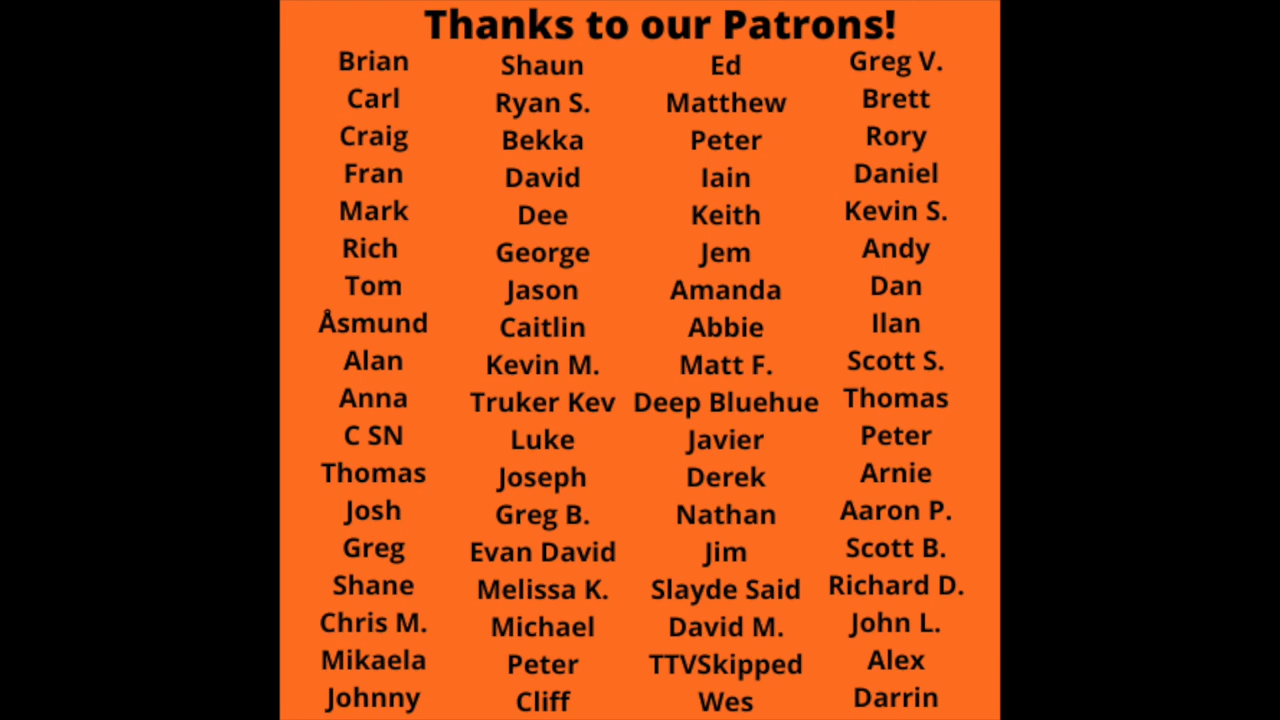 Thanks to our Patrons!
Brian
Carl
Craig
Fran
Mark
Rich
Tom
Åsmund
Alan
Anna
C SN
Thomas
Josh
Greg
Shane
Chris M.
Mikaela
Johnny
Shaun
Ryan S.
Bekka
David
Dee
George
Jason
Caitlin
Kevin M.
Truker Kev
Luke
Joseph
Greg B.
Evan David
Melissa K.
Michael
Peter
Cliff
Ed
Matthew
Peter
Iain
Keith
Jem
Amanda
Abbie
Matt F.
Deep Bluehue
Javier
Derek
Nathan
Jim
Slayde Said
David M.
TTVSkipped
Wes
Greg V.
Brett
Rory
Daniel
Kevin S.
Andy
Dan
Ilan
Scott S.
Thomas
Peter
Arnie
Aaron P.
Scott B.
Richard D.
John L.
Alex
Darrin